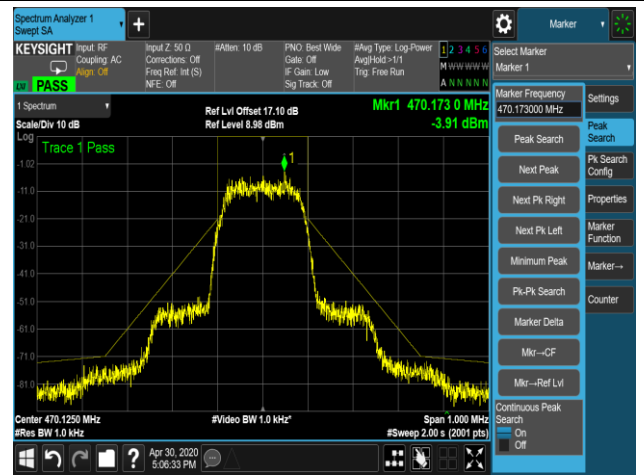 Spectrum Analyzer 1
Swept SA
+
Marker
KEYSIGHT
Input: RF
Coupling: AC
Align: Off
Input Z: 50 Ω
Corrections: Off
Freq Ref: Int (S)
NFE: Off
#Atten: 10 dB
PNO: Best Wide
Gate: Off
IF Gain: Low
Sig Track: Off
#Avg Type: Log-Power
Avg|Hold:>1/1
Trig: Free Run
1 2 3 4 5 6
M W W W W W
A N N N N N
LXI
PASS
Select Marker
Marker 1
1 Spectrum
Scale/Div 10 dB
Log
Ref Lvl Offset 17.10 dB
Ref Level 8.98 dBm
Mkr1 470.173 0 MHz
-3.91 dBm
Trace 1 Pass
1
-1.02
-11.0
-21.0
-31.0
-41.0
-51.0
-61.0
-71.0
-81.0
Center 470.1250 MHz
#Res BW 1.0 kHz
#Video BW 1.0 kHz*
Span 1.000 MHz
#Sweep 2.00 s (2001 pts)
Marker Frequency
470.173000 MHz
Peak Search
Next Peak
Next Pk Right
Next Pk Left
Minimum Peak
Pk-Pk Search
Marker Delta
Mkr→CF
Mkr→Ref Lvl
Continuous Peak
Search
On
Off
Settings
Peak
Search
Pk Search
Config
Properties
Marker
Function
Marker→
Counter
?
Apr 30, 2020
5:06:33 PM